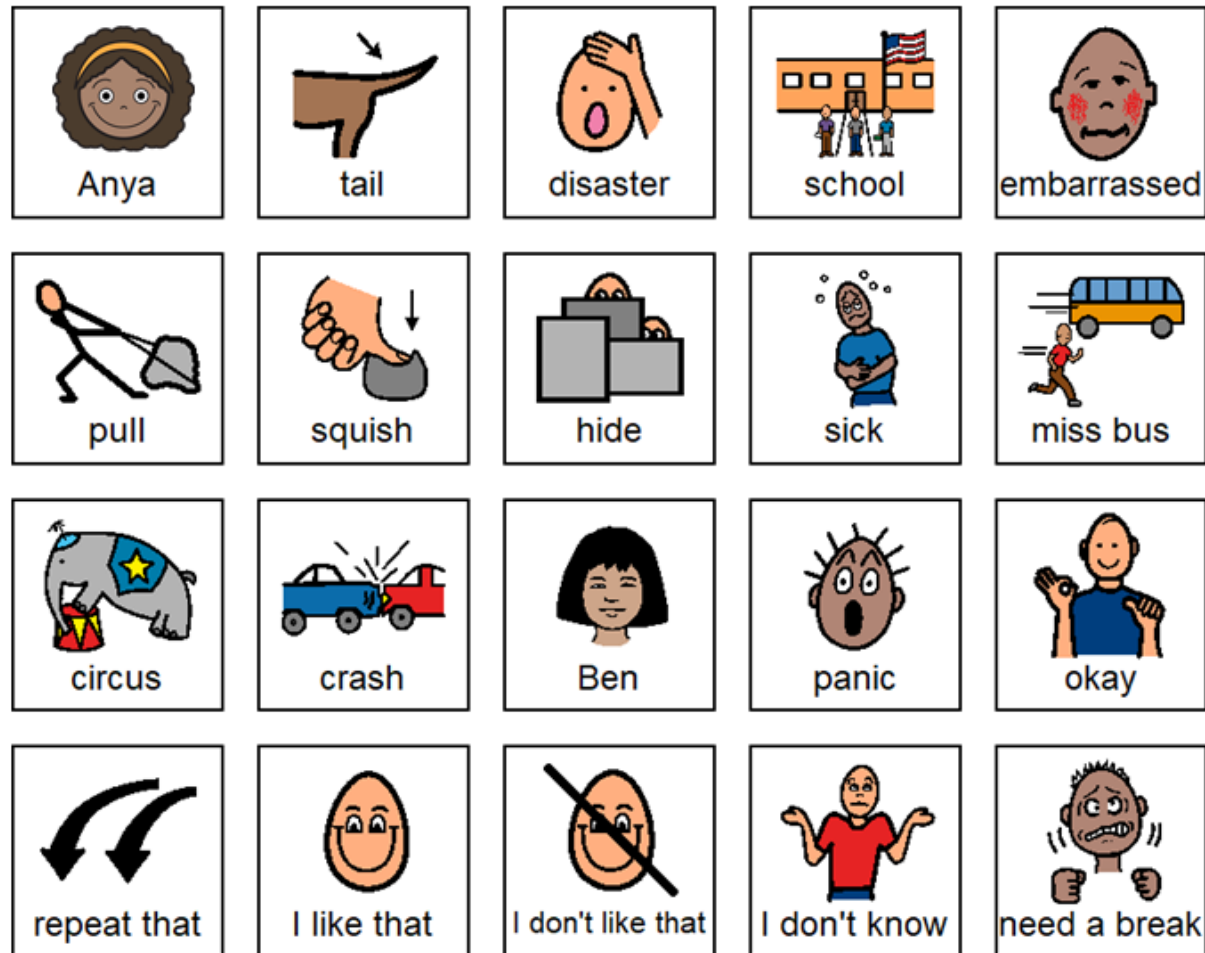 Anya
tail
disaster
school
embarrassed
pull
squish
hide
sick
miss bus
circus
crash
Ben
panic
okay
repeat that
I like that
I don't like that
I don't know
need a break